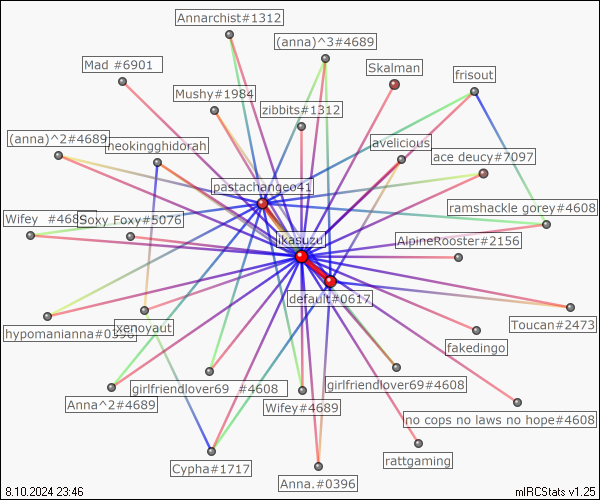 Annarchist#1312
(anna)^3#4689
Mad #6901
Skalman
frisout
Mushy#1984
zibbits#1312
(anna)^2#4689
neokingghidorah
avelicious
ace deucy#7097
pastachangeo41
Wifey #4689
Soxy Foxy#5076
ramshackle gorey#4608
jkasuzu
AlpineRooster#2156
default#0617
hypomanianna#0396
xenoyaut
Toucan#2473
fakedingo
girlfriendlover69 #4608
girlfriendlover69#4608
Anna^2#4689
Wifey#4689
no cops no laws no hope#4608
Cypha#1717
rattgaming
Anna.#0396
8.10.2024 23:46
mIRCStats v1.25